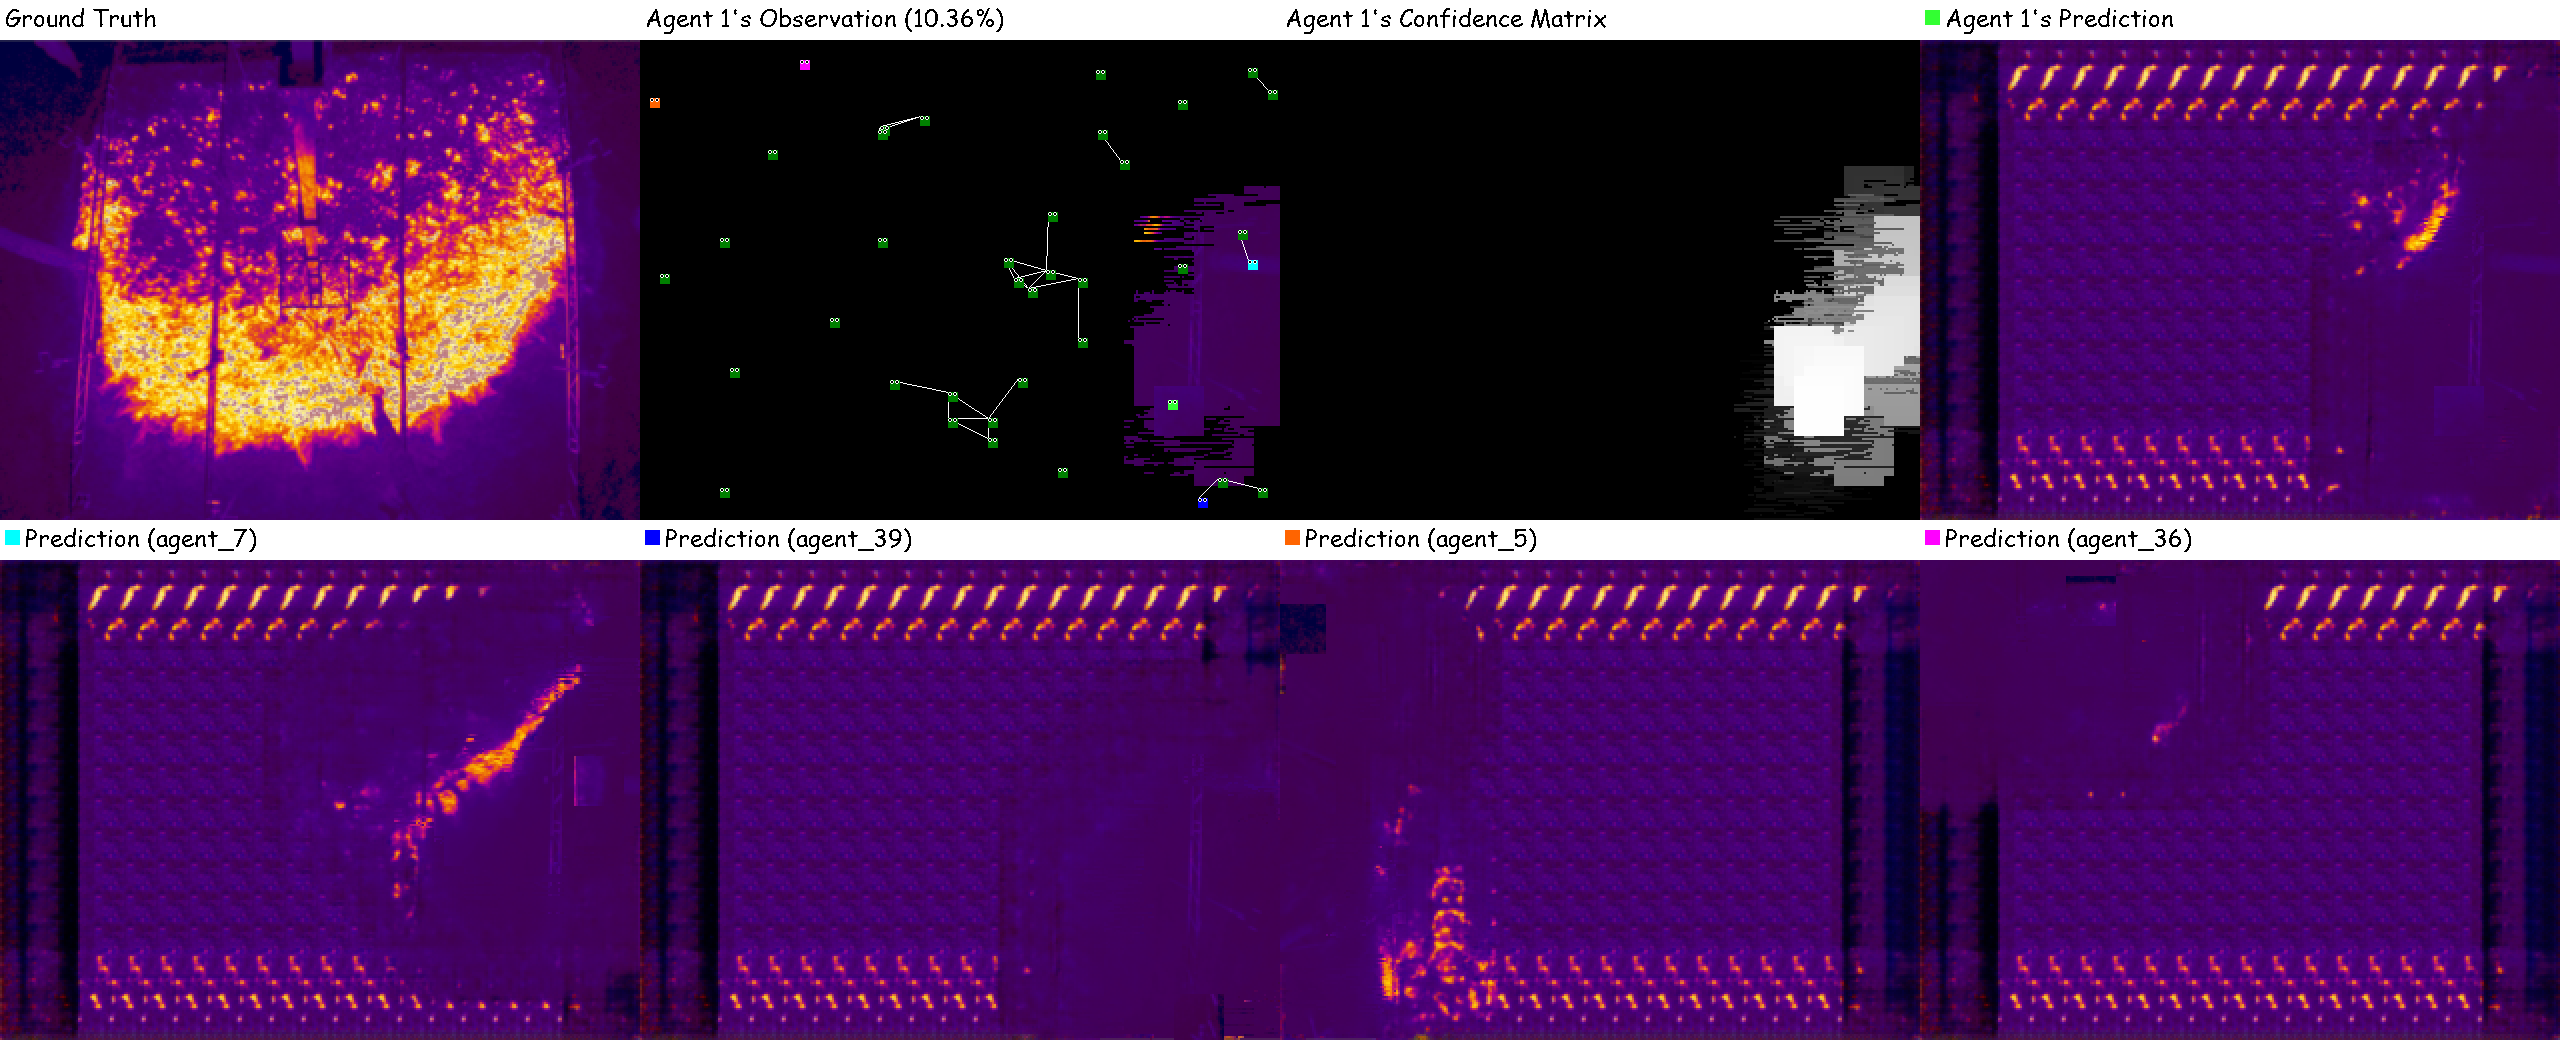 Ground Truth
Agent 1's Observation (10.36%)
Agent 1's Confidence Matrix
Agent 1's Prediction
Prediction (agent_7)
Prediction (agent_39)
Prediction (agent_5)
Prediction (agent_36)